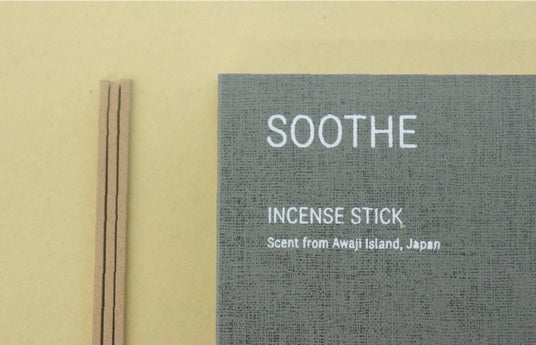 SOOTHE
INCENSE STICK
Scent from Awaji Island, Japan